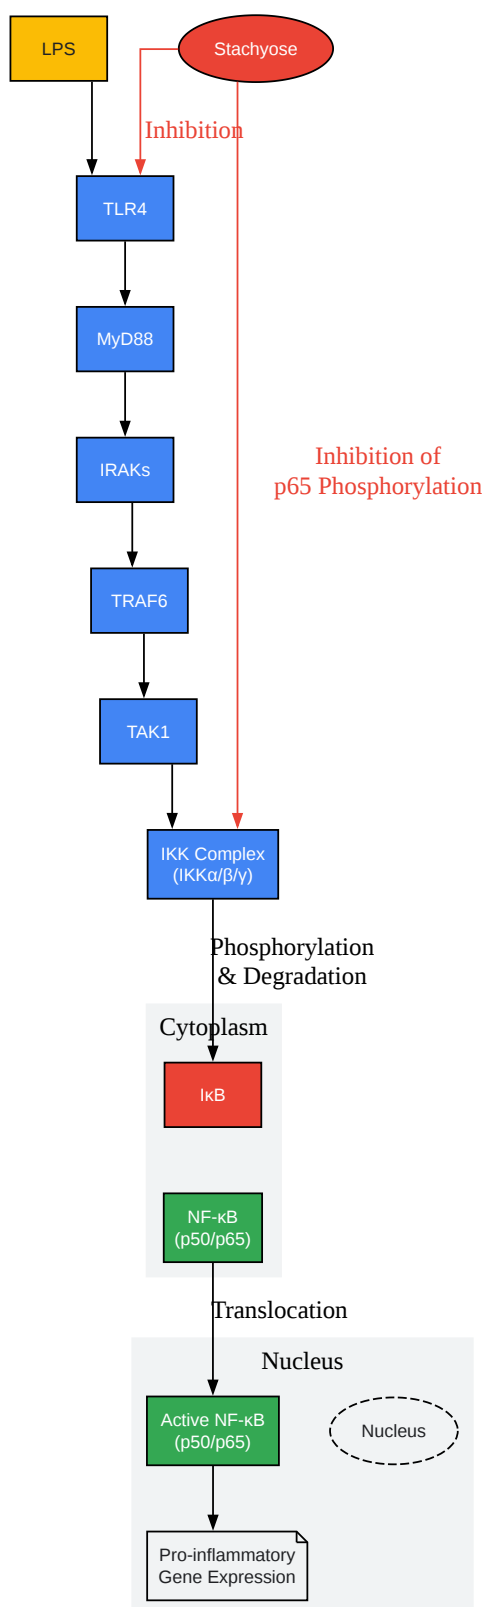 LPS
Stachyose
Inhibition
TLR4
MyD88
IRAKs
Inhibition of
p65 Phosphorylation
TRAF6
TAK1
IKK Complex
(IKKα/β/γ)
Phosphorylation
& Degradation
Cytoplasm
IκB
NF-κB
(p50/p65)
Translocation
Nucleus
Active NF-κB
(p50/p65)
Nucleus
Pro-inflammatory
Gene Expression